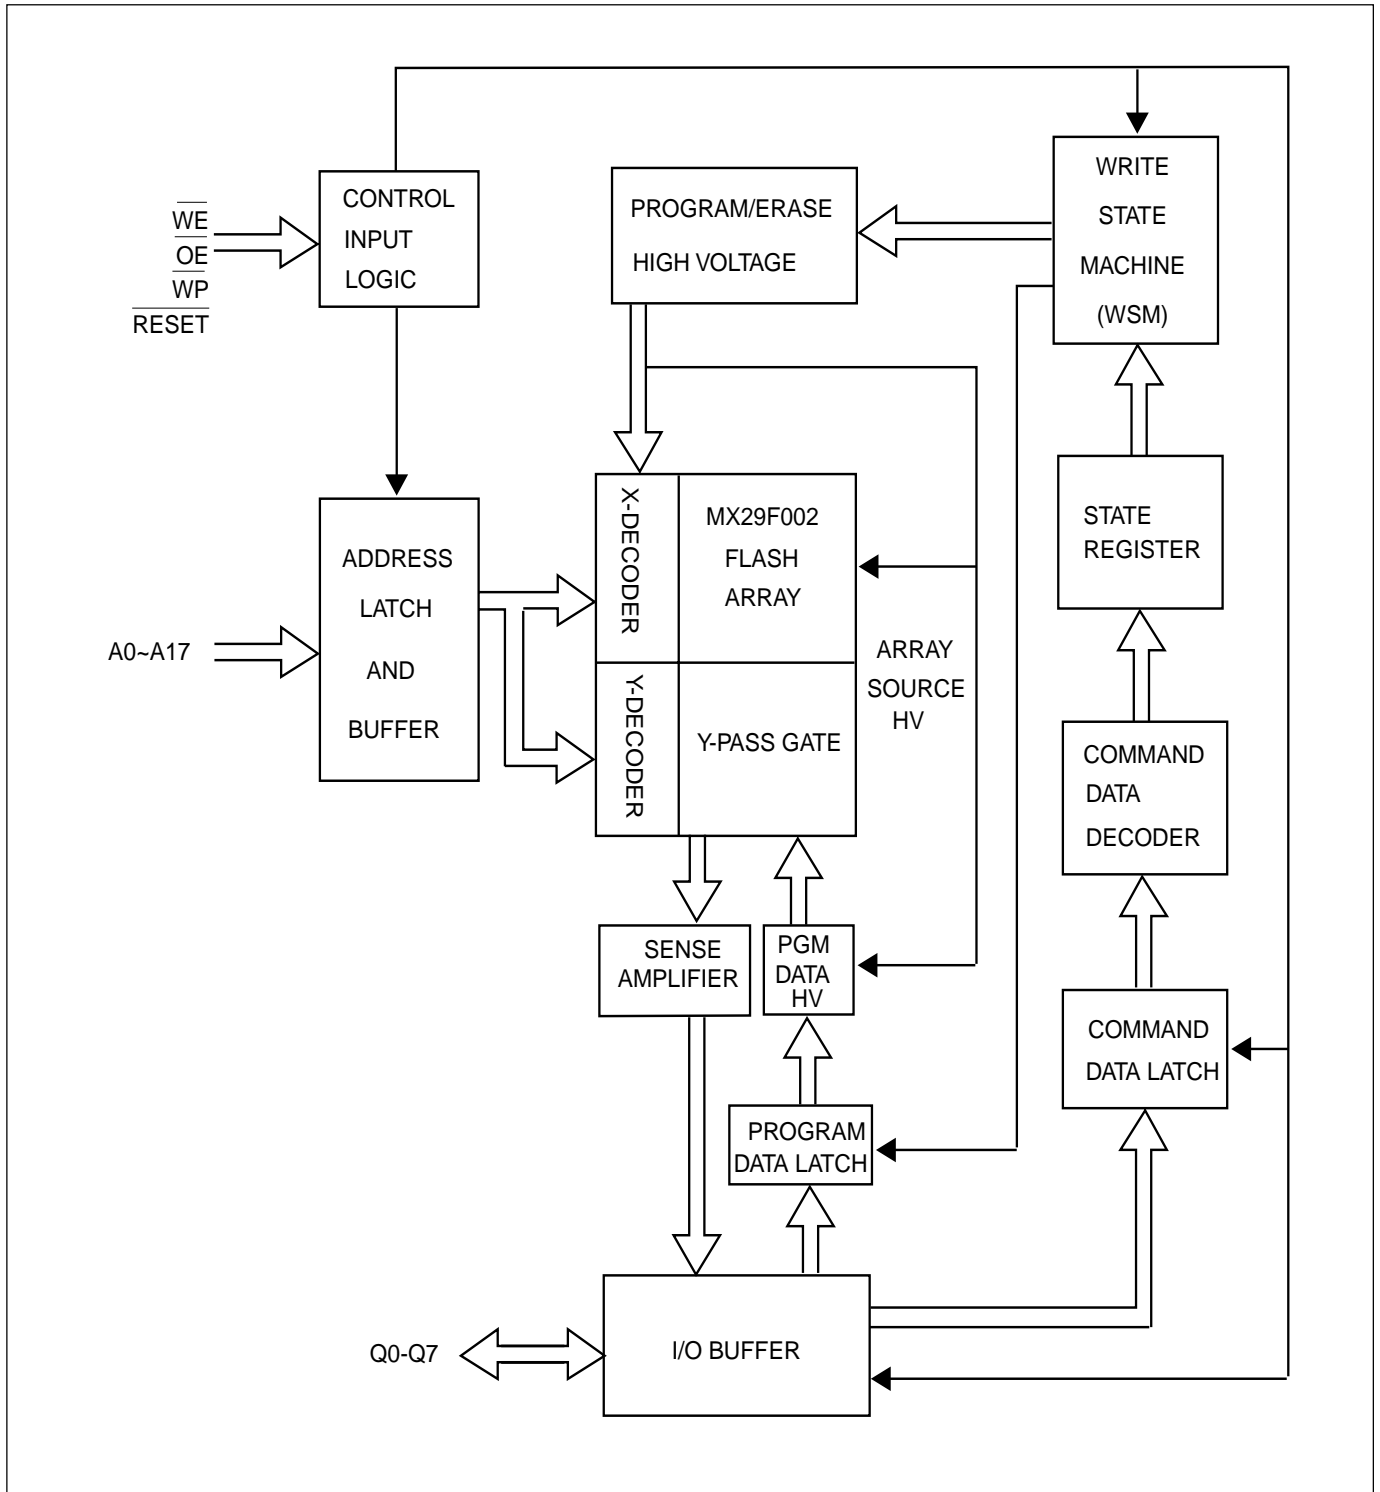 WE
OE
WP
RESET
CONTROL
INPUT
LOGIC
PROGRAM/ERASE
HIGH VOLTAGE
WRITE
STATE
MACHINE
(WSM)
A0~A17
ADDRESS
LATCH
AND
BUFFER
X-DECODER
MX29F002
FLASH
ARRAY
Y-DECODER
Y-PASS GATE
ARRAY
SOURCE
HV
STATE
REGISTER
COMMAND
DATA
DECODER
SENSE
AMPLIFIER
PGM
DATA
HV
COMMAND
DATA LATCH
PROGRAM
DATA LATCH
Q0-Q7
I/O BUFFER